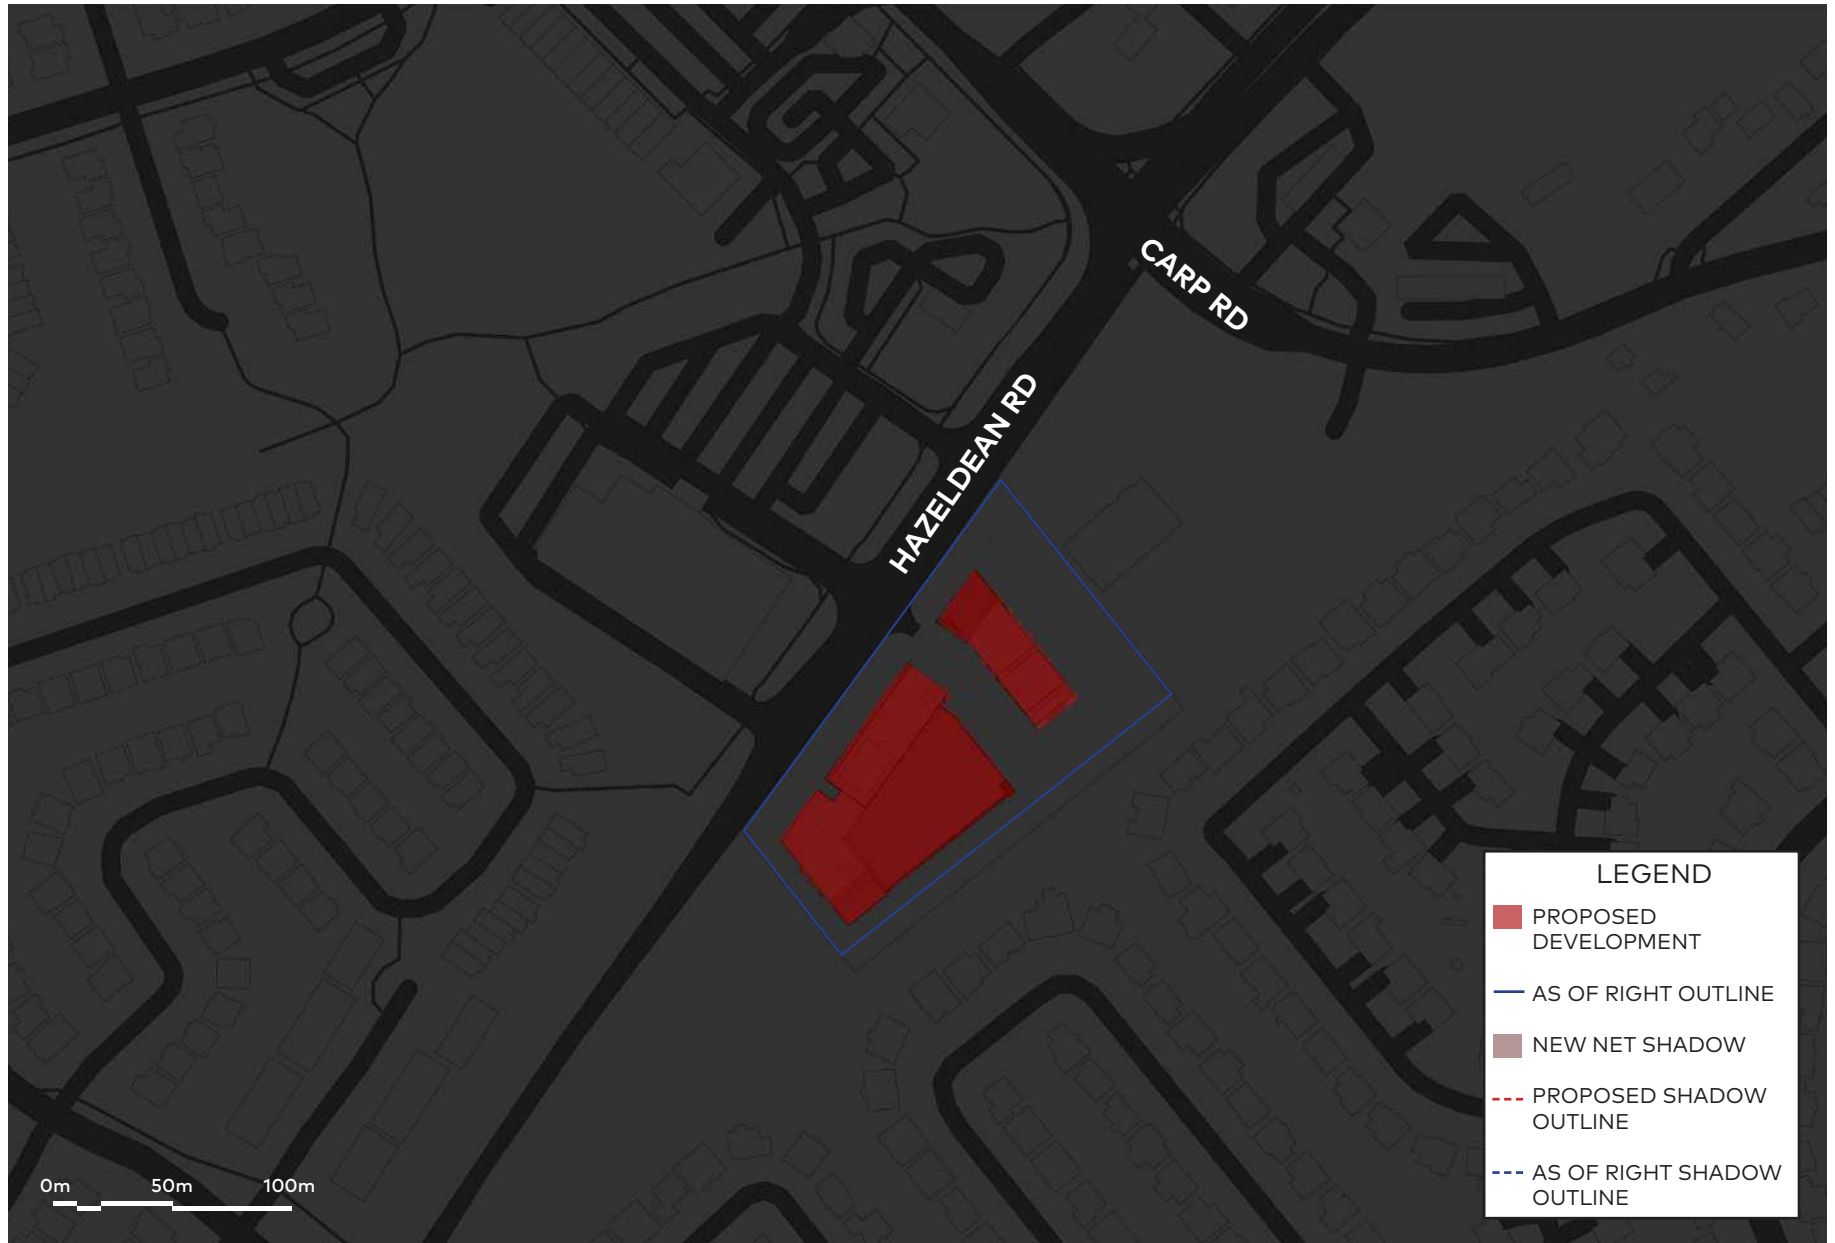 CARP RD
HAZELDEAN RD
LEGEND
PROPOSED
DEVELOPMENT
AS OF RIGHT OUTLINE
NEW NET SHADOW
PROPOSED SHADOW
OUTLINE
AS OF RIGHT SHADOW
OUTLINE
0m 50m 100m